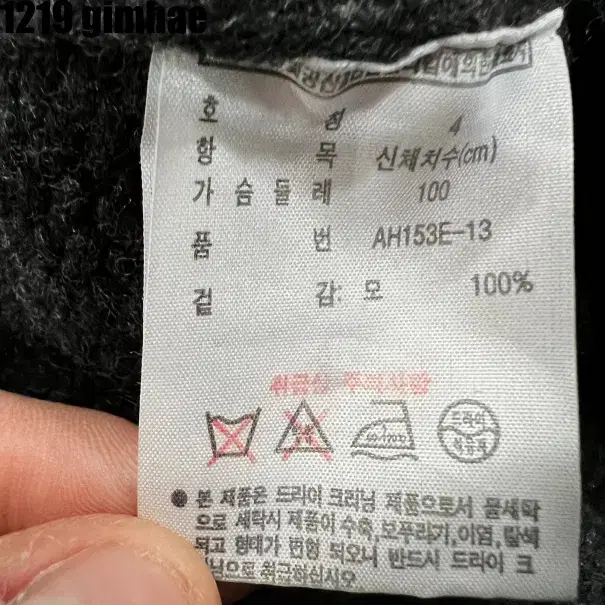 1219 gimhae
호 칭 4
항 목 신체치수(cm)
가 슴 둘 레 100
품 번 AH153E-13
겉 감: 모 100%
취급상 주의사항
드라이
● 본 제품은 드라이 크리닝 제품으로서 물세탁
으로 세탁시 제품이 수축, 보푸라기, 이염, 탈색
되고 형태가 변형 되오니 반드시 드라이 크
리닝으로 취급하십시오